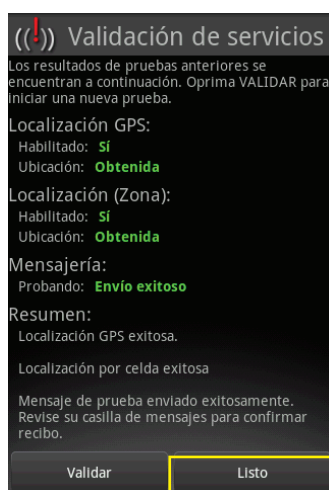 Validación de servicios
Los resultados de pruebas anteriores se
encuentran a continuación. Oprima VALIDAR para
iniciar una nueva prueba.
Localización GPS:
Habilitado: Sí
Ubicación: Obtenida
Localización (Zona):
Habilitado: Sí
Ubicación: Obtenida
Mensajería:
Probando: Envío exitoso
Resumen:
Localización GPS exitosa.
Localización por celda exitosa
Mensaje de prueba enviado exitosamente.
Revise su casilla de mensajes para confirmar
recibo.
Validar Listo